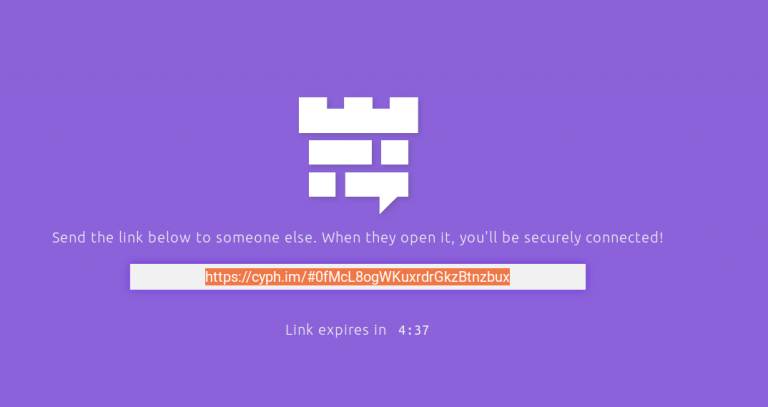 Send the link below to someone else. When they open it, you'll be securely connected!
https://cyph.im/#0fMcL8ogWKuxrdrGkzBtnzbux
Link expires in 4:37